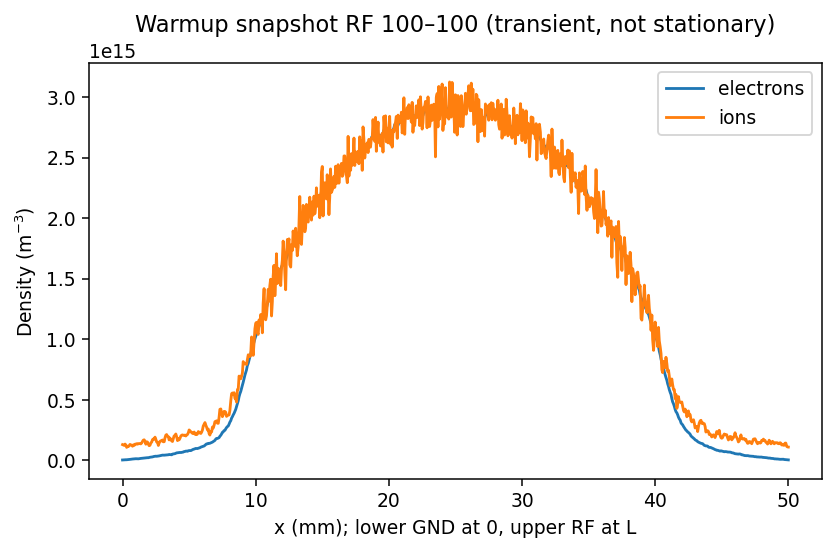 Warmup snapshot RF 100–100 (transient, not stationary)
1e15
electrons
ions
3.0
2.5
2.0
1.5
1.0
0.5
0.0
Density (m⁻³)
0 10 20 30 40 50
x (mm); lower GND at 0, upper RF at L